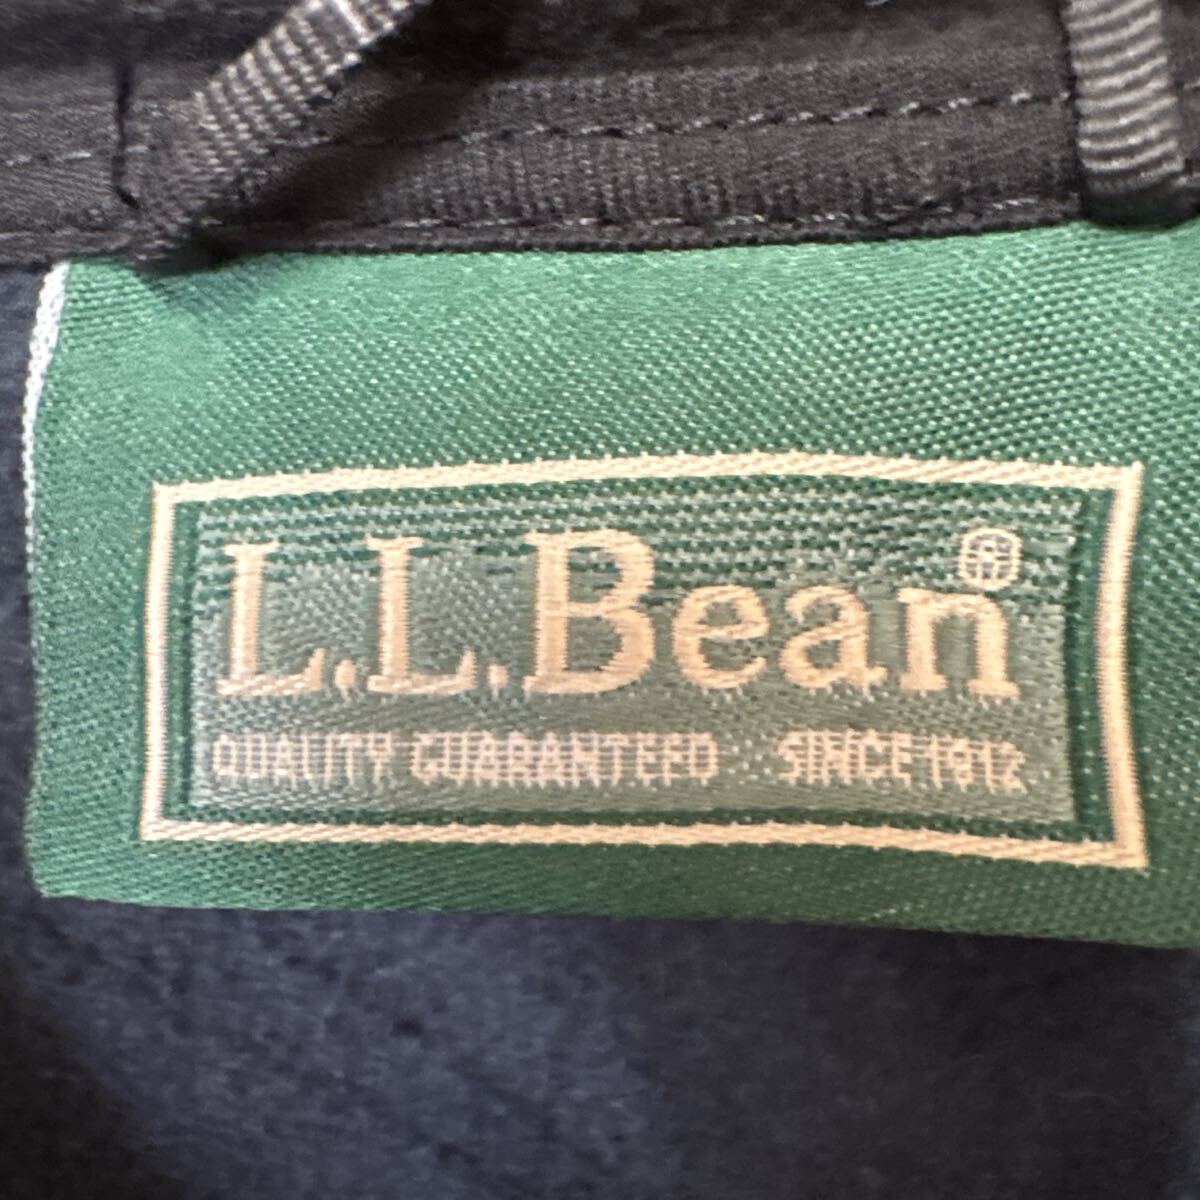 L.L.Bean®
QUALITY GUARANTEED SINCE 1912